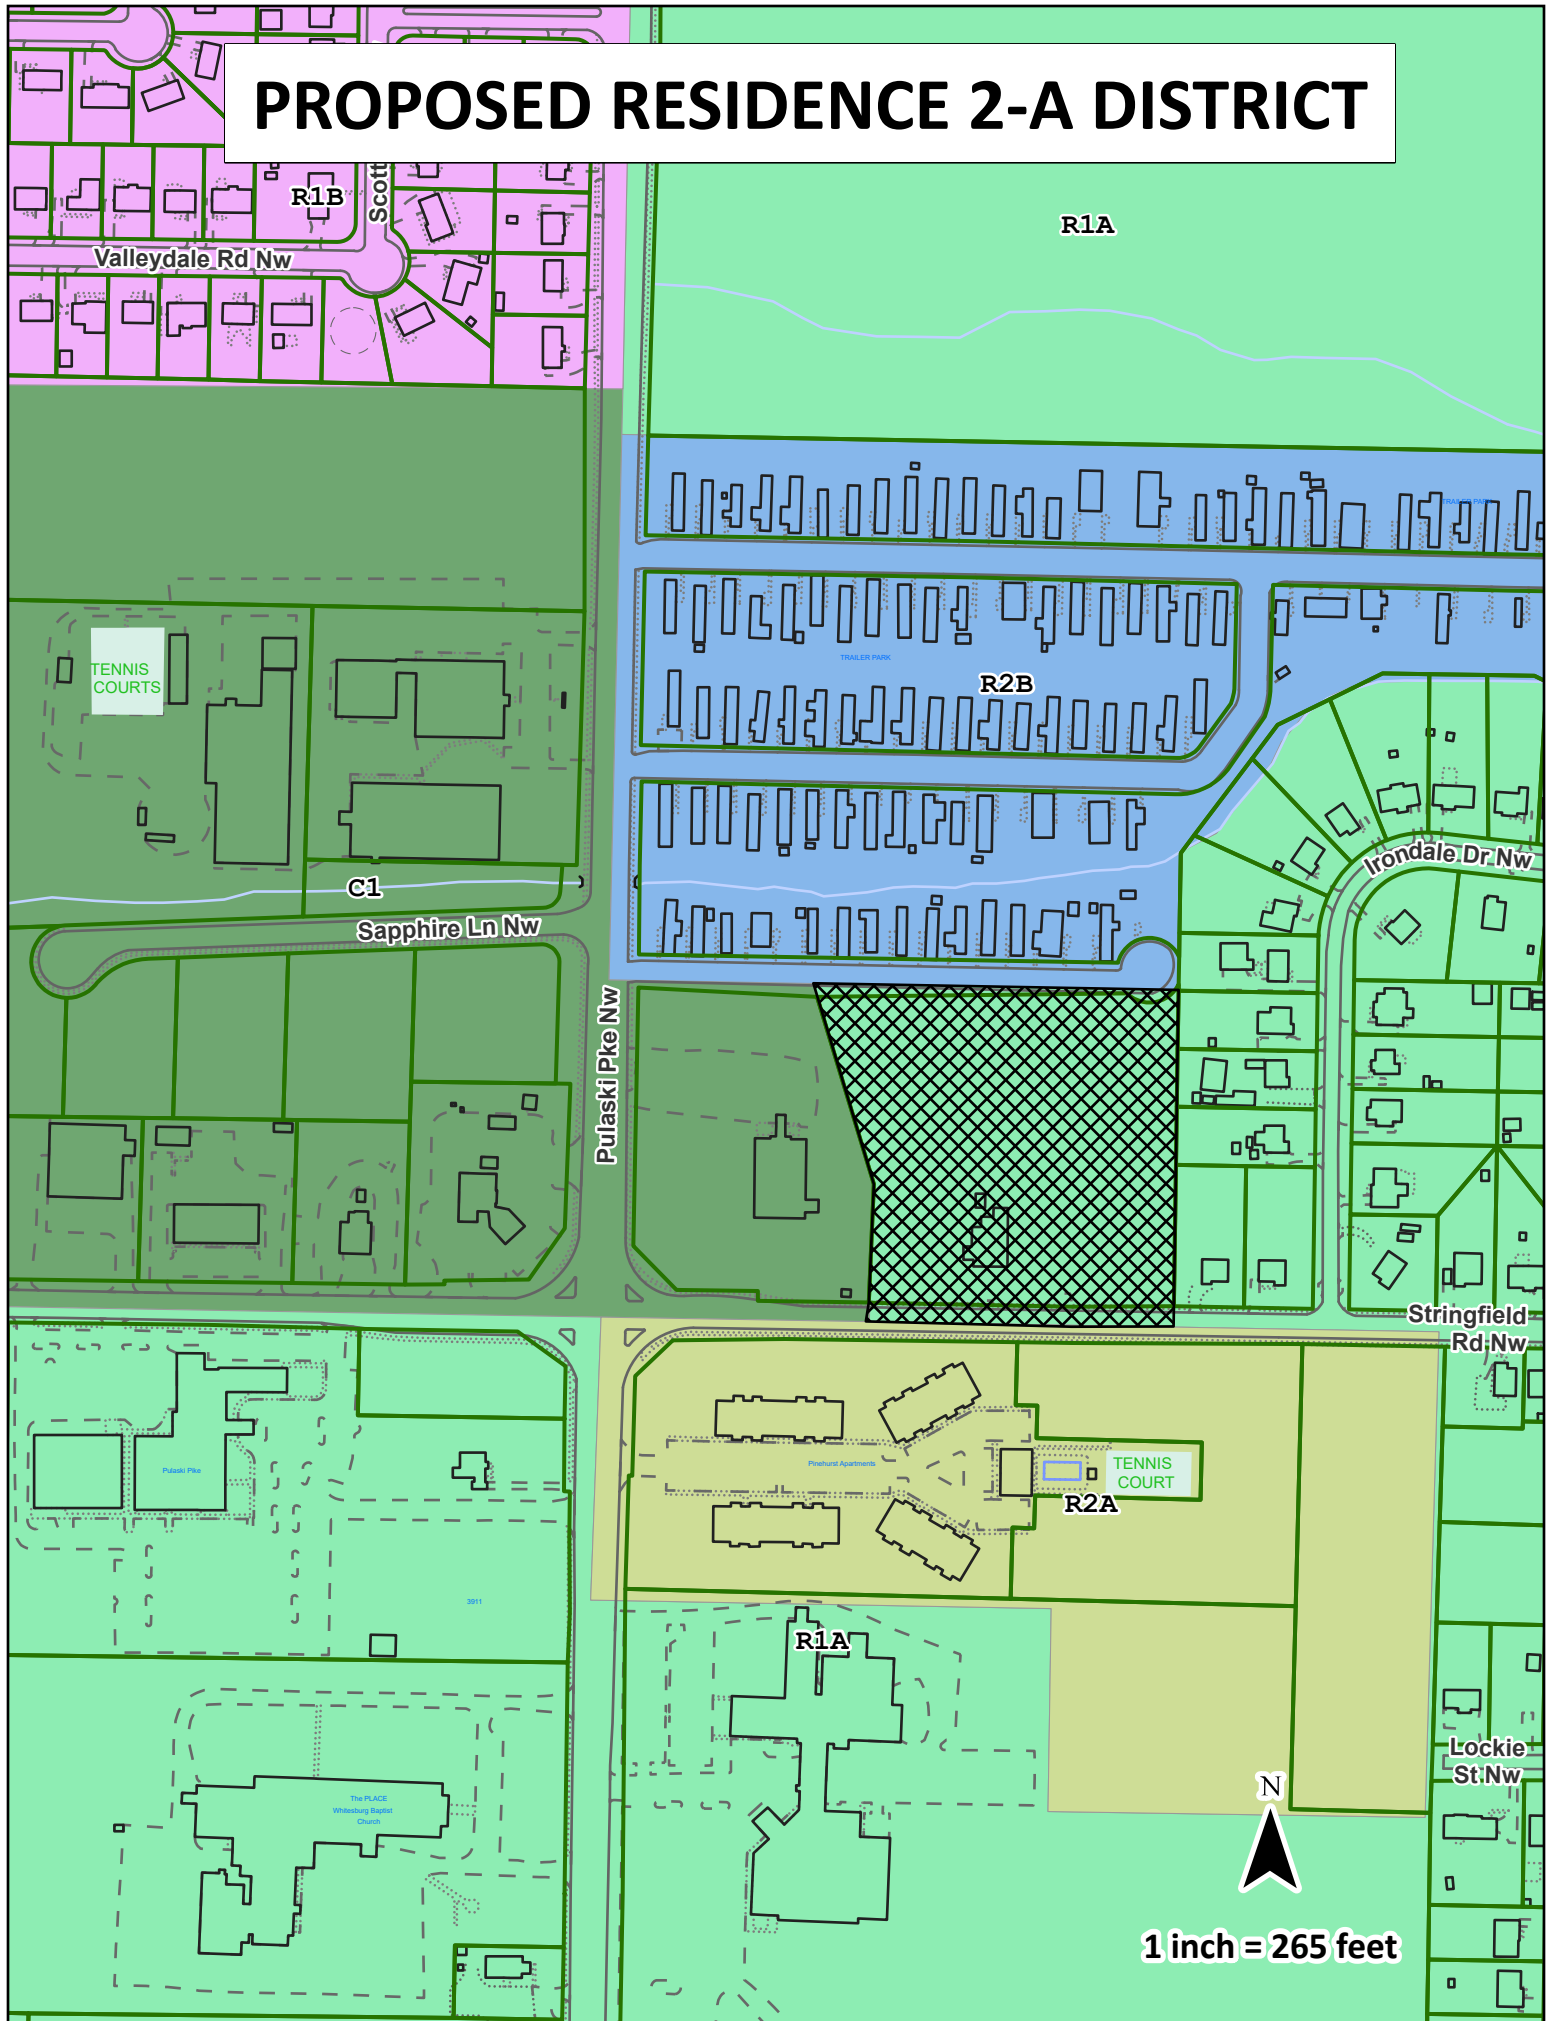 PROPOSED RESIDENCE 2-A DISTRICT
R1B
Scott
R1A
Valleydale Rd Nw
TRAILER PARK
TRAILER PARK
R2B
TENNIS
COURTS
Irondale Dr Nw
C1
Sapphire Ln Nw
Pulaski Pke Nw
Stringfield
Rd Nw
Pulaski Pike
Pinehurst Apartments
TENNIS
COURT
R2A
3911
R1A
Lockie
St Nw
The PLACE
Whitesburg Baptist
Church
N
1 inch = 265 feet